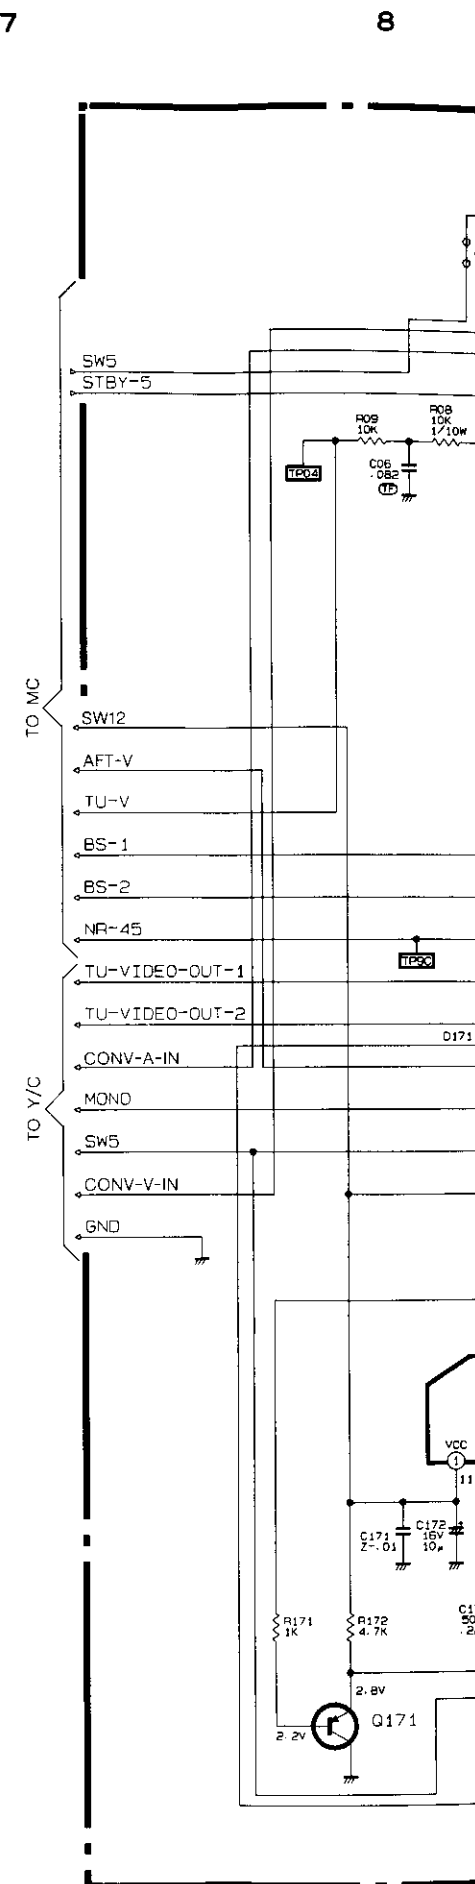 7
8
SW5
STBY-5
R09
10K
R08
10K
1/10W
TP04
C06
.082
TF
TO MC
SW12
AFT-V
TU-V
BS-1
BS-2
NR-45
TP9C
TU-VIDEO-OUT-1
TU-VIDEO-OUT-2
D171
CONV-A-IN
TO Y/C
MONO
SW5
CONV-V-IN
GND
VCC
1
11
C171
Z-.01
C172
16V
10µ
+
R171
1K
R172
4.7K
2.8V
Q171
2.2V